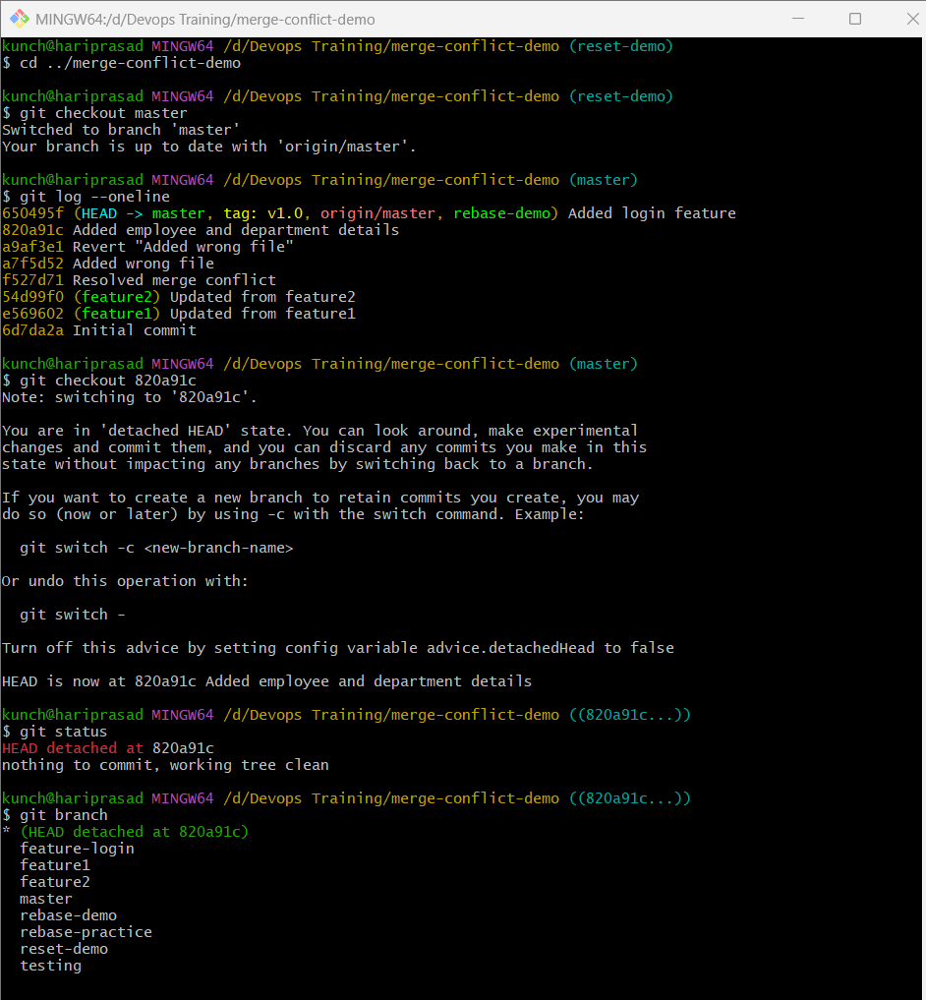 MINGW64:/d/Devops Training/merge-conflict-demo
kunch@hariprasad MINGW64 /d/Devops Training/merge-conflict-demo (reset-demo)
$ cd ../merge-conflict-demo

kunch@hariprasad MINGW64 /d/Devops Training/merge-conflict-demo (reset-demo)
$ git checkout master
Switched to branch 'master'
Your branch is up to date with 'origin/master'.

kunch@hariprasad MINGW64 /d/Devops Training/merge-conflict-demo (master)
$ git log --oneline
650495f (HEAD -> master, tag: v1.0, origin/master, rebase-demo) Added login feature
820a91c Added employee and department details
a9af3e1 Revert "Added wrong file"
a7f5d52 Added wrong file
f527d71 Resolved merge conflict
54d99f0 (feature2) Updated from feature2
e569602 (feature1) Updated from feature1
6d7da2a Initial commit

kunch@hariprasad MINGW64 /d/Devops Training/merge-conflict-demo (master)
$ git checkout 820a91c
Note: switching to '820a91c'.

You are in 'detached HEAD' state. You can look around, make experimental
changes and commit them, and you can discard any commits you make in this
state without impacting any branches by switching back to a branch.

If you want to create a new branch to retain commits you create, you may
do so (now or later) by using -c with the switch command. Example:

  git switch -c <new-branch-name>

Or undo this operation with:

  git switch -

Turn off this advice by setting config variable advice.detachedHead to false

HEAD is now at 820a91c Added employee and department details

kunch@hariprasad MINGW64 /d/Devops Training/merge-conflict-demo ((820a91c...))
$ git status
HEAD detached at 820a91c
nothing to commit, working tree clean

kunch@hariprasad MINGW64 /d/Devops Training/merge-conflict-demo ((820a91c...))
$ git branch
* (HEAD detached at 820a91c)
  feature-login
  feature1
  feature2
  master
  rebase-demo
  rebase-practice
  reset-demo
  testing